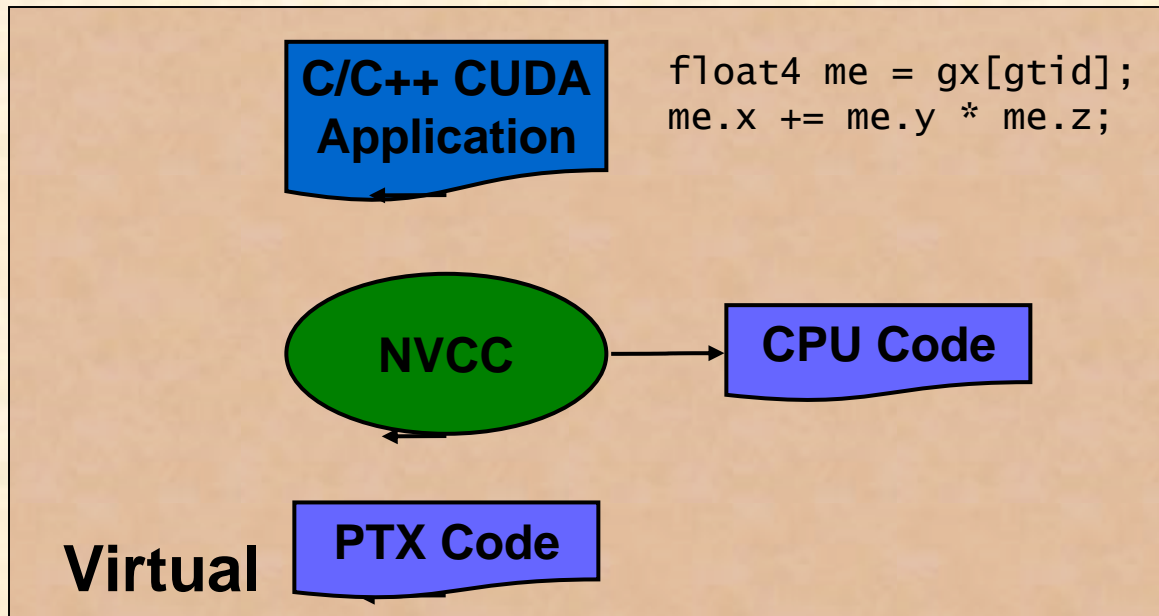 C/C++ CUDA
Application
float4 me = gx[gtid];
me.x += me.y * me.z;
NVCC
CPU Code
PTX Code
Virtual